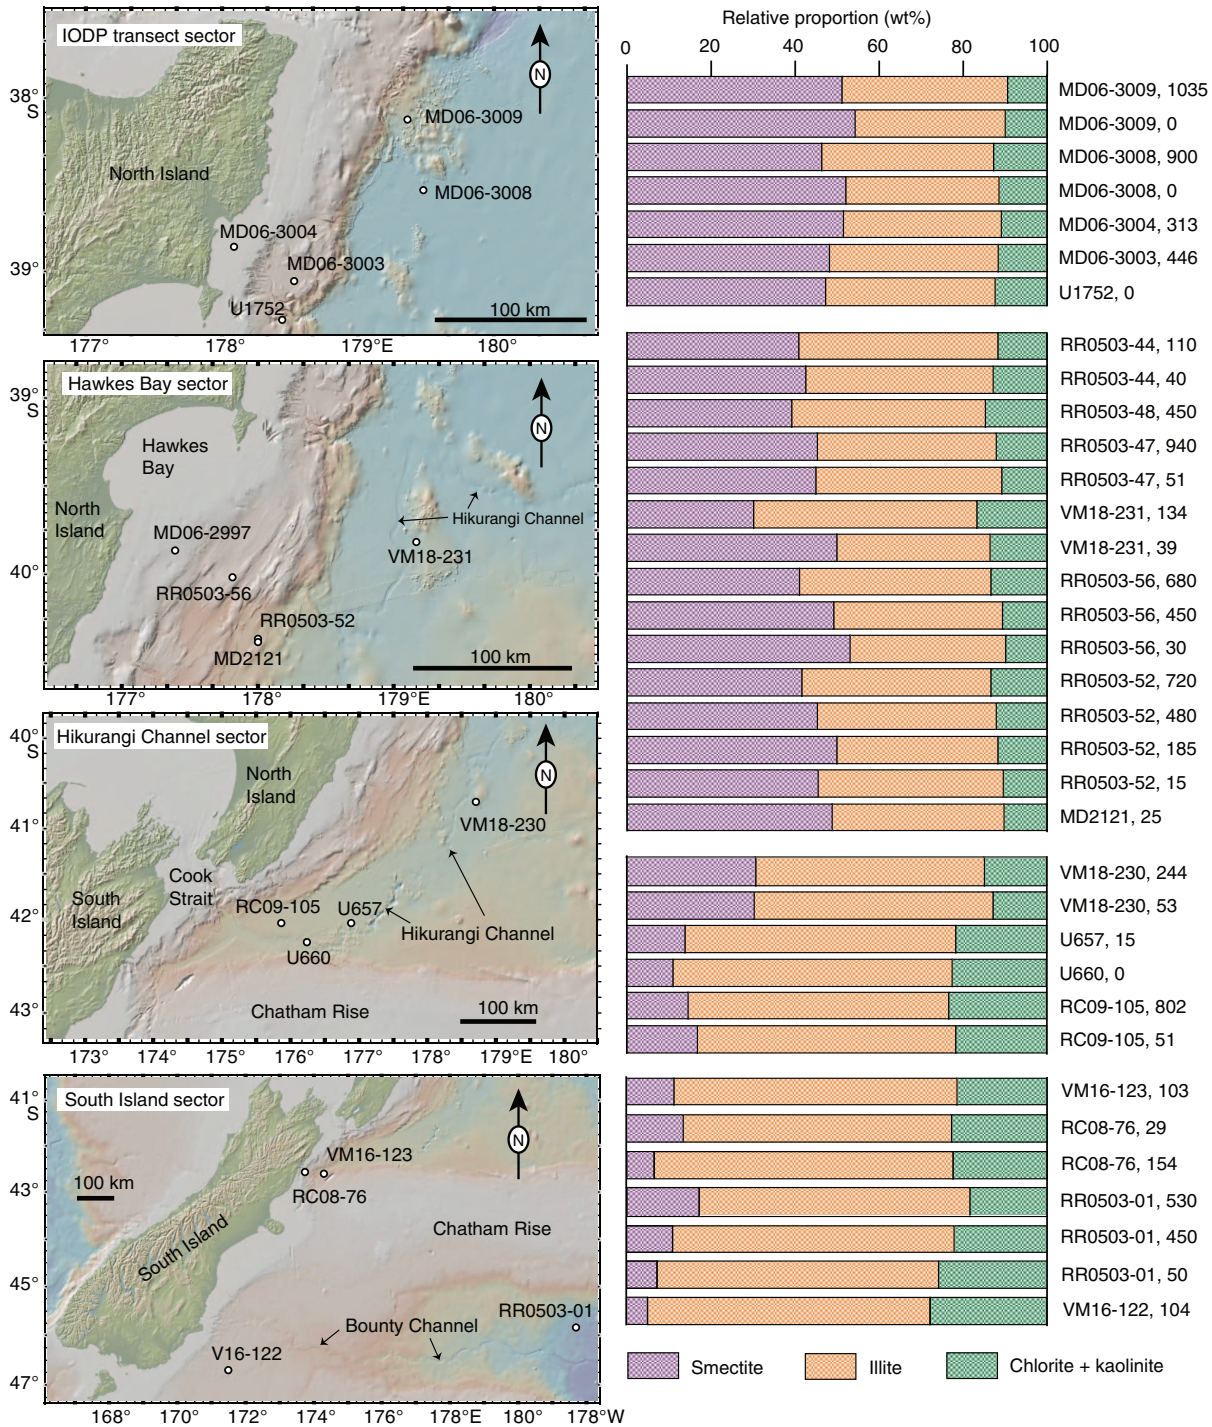 IODP transect sector
N
38°
S
MD06-3009
North Island
MD06-3008
MD06-3004
39°
MD06-3003
U1752
100 km
177°
178°
179°E
180°
Hawkes Bay sector
39°
S
N
Hawkes
Bay
North
Island
Hikurangi Channel
MD06-2997
VM18-231
40°
RR0503-56
RR0503-52
MD2121
100 km
177°
178°
179°E
180°
Hikurangi Channel sector
40°
S
N
North
Island
VM18-230
41°
Cook
Strait
South
Island
RC09-105
U657
42°
Hikurangi Channel
U660
Chatham Rise
100 km
43°
173°
174°
175°
176°
177°
178°
179°E
180°
South Island sector
41°
S
N
VM16-123
100 km
43°
RC08-76
Chatham Rise
South Island
45°
RR0503-01
Bounty Channel
V16-122
47°
168°
170°
172°
174°
176°
178°E
180°
178°W
Relative proportion (wt%)
0 20 40 60 80 100
MD06-3009, 1035
MD06-3009, 0
MD06-3008, 900
MD06-3008, 0
MD06-3004, 313
MD06-3003, 446
U1752, 0
RR0503-44, 110
RR0503-44, 40
RR0503-48, 450
RR0503-47, 940
RR0503-47, 51
VM18-231, 134
VM18-231, 39
RR0503-56, 680
RR0503-56, 450
RR0503-56, 30
RR0503-52, 720
RR0503-52, 480
RR0503-52, 185
RR0503-52, 15
MD2121, 25
VM18-230, 244
VM18-230, 53
U657, 15
U660, 0
RC09-105, 802
RC09-105, 51
VM16-123, 103
RC08-76, 29
RC08-76, 154
RR0503-01, 530
RR0503-01, 450
RR0503-01, 50
VM16-122, 104
Smectite
Illite
Chlorite + kaolinite